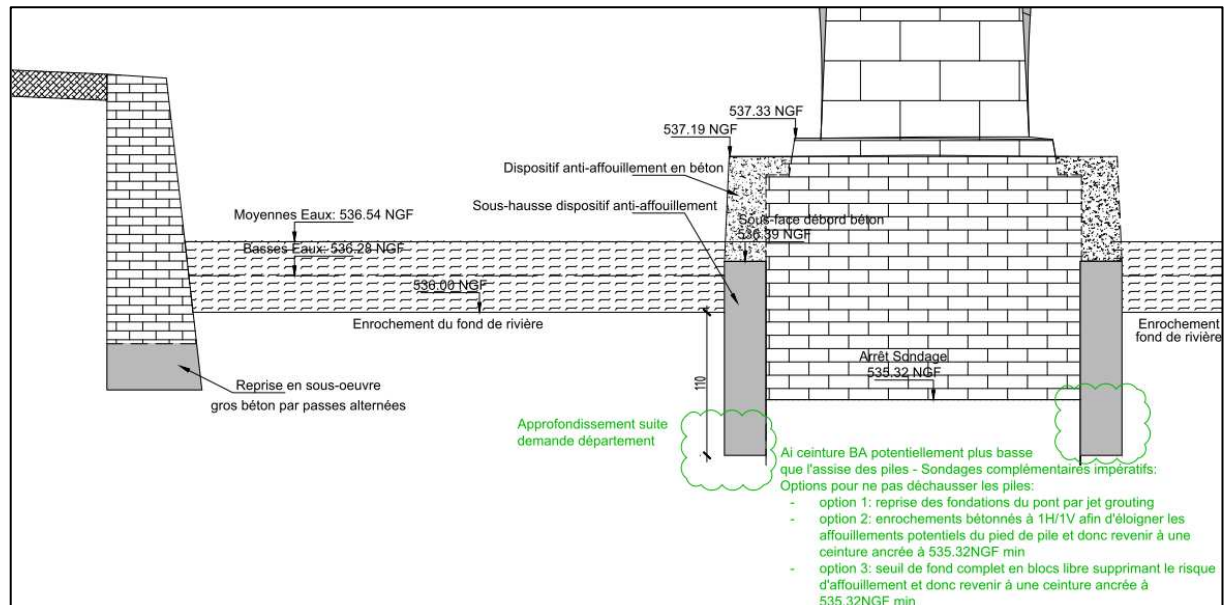 537.33 NGF
537.19 NGF
Dispositif anti-affouillement en béton
Sous-hausse dispositif anti-affouillement
Moyennes Eaux: 536.54 NGF
Sous-face débord béton
536.39 NGF
Basses Eaux: 536.28 NGF
536.00 NGF
Enrochement du fond de rivière
Enrochement
fond de rivière
Arrêt Sondage
535.32 NGF
110
Reprise en sous-oeuvre
gros béton par passes alternées
Approfondissement suite
demande département
Ai ceinture BA potentiellement plus basse
que l'assise des piles - Sondages complémentaires impératifs:
Options pour ne pas déchausser les piles:
- option 1: reprise des fondations du pont par jet grouting
- option 2: enrochements bétonnés à 1H/1V afin d'éloigner les
affouillements potentiels du pied de pile et donc revenir à une
ceinture ancrée à 535.32NGF min
- option 3: seuil de fond complet en blocs libre supprimant le risque
d'affouillement et donc revenir à une ceinture ancrée à
535.32NGF min